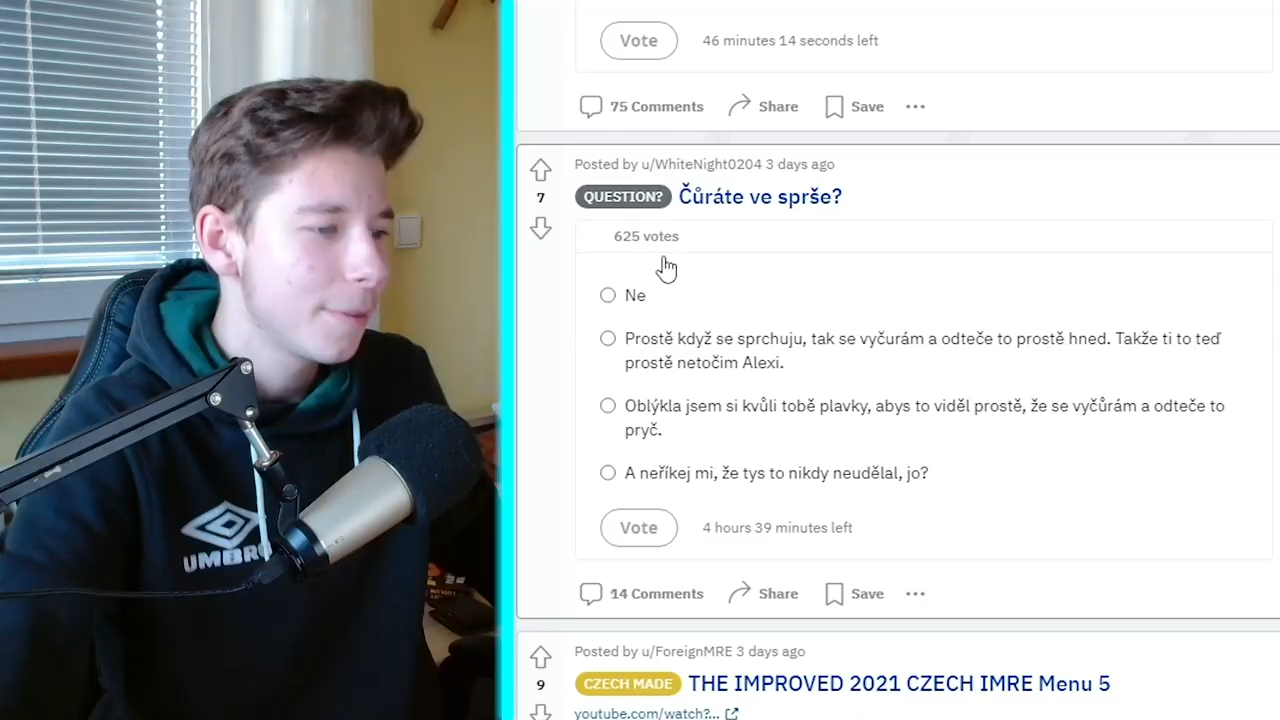 Vote 46 minutes 14 seconds left
75 Comments Share Save
Posted by u/WhiteNight0204 3 days ago
7
QUESTION? Čůráte ve sprše?
625 votes
Ne
Prostě když se sprchuju, tak se vyčurám a odteče to prostě hned. Takže ti to teď
prostě netočim Alexi.
Oblýkla jsem si kvůli tobě plavky, abys to viděl prostě, že se vyčůrám a odteče to
pryč.
A neříkej mi, že tys to nikdy neudělal, jo?
Vote 4 hours 39 minutes left
14 Comments Share Save
Posted by u/ForeignMRE 3 days ago
9
CZECH MADE THE IMPROVED 2021 CZECH IMRE Menu 5
youtube.com/watch?...
UMBRO